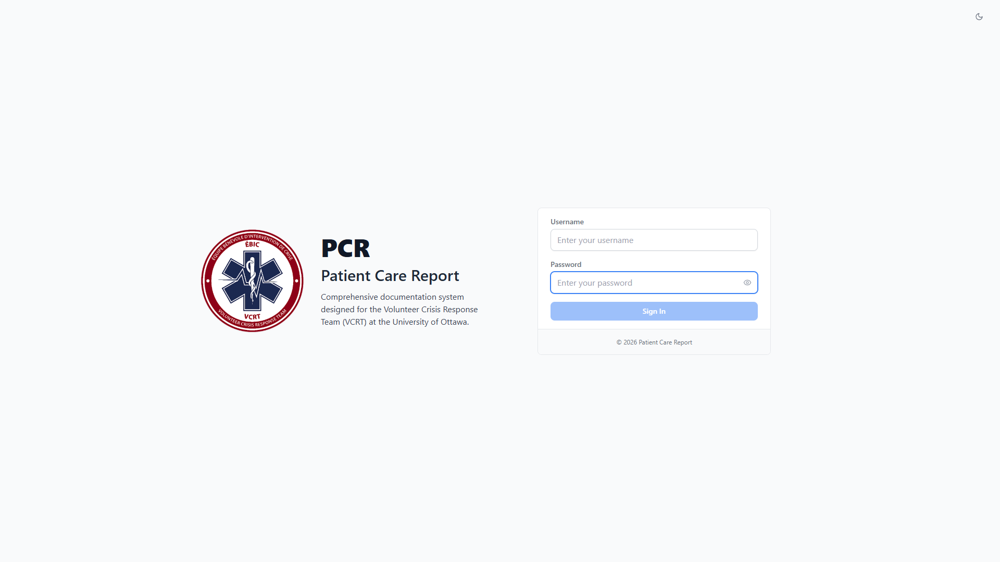 ÉQUIPE BÉNÉVOLE D'INTERVENTION DE CRISE
ÉBIC
VCRT
VOLUNTEER CRISIS RESPONSE TEAM
PCR
Patient Care Report
Comprehensive documentation system
designed for the Volunteer Crisis Response
Team (VCRT) at the University of Ottawa.
Username
Enter your username
Password
Enter your password
Sign In
© 2026 Patient Care Report